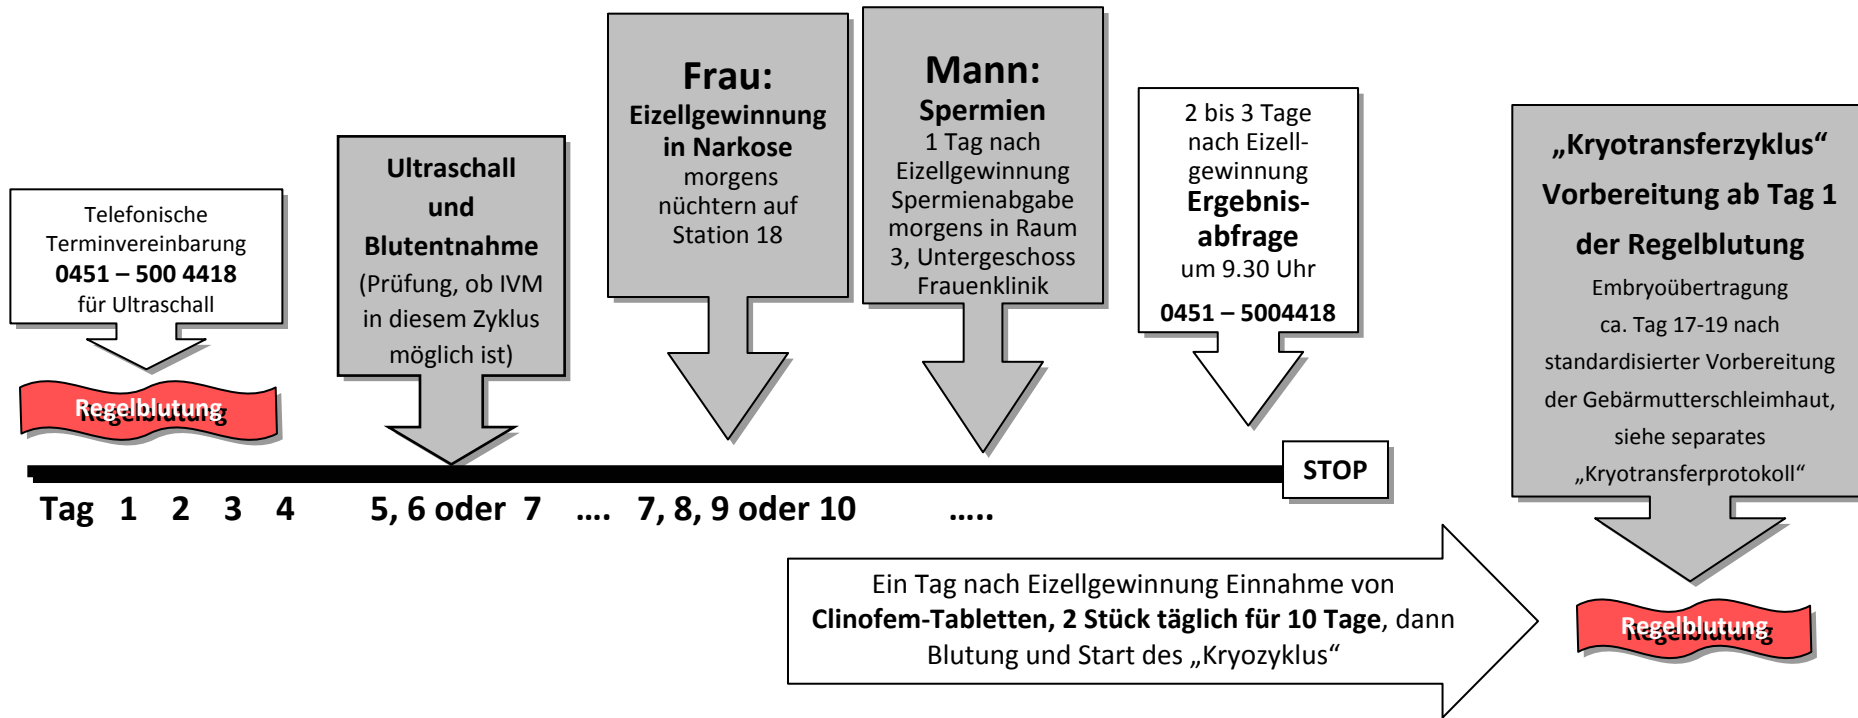 Telefonische
Terminvereinbarung
0451 – 500 4418
für Ultraschall
Regelblutung
Ultraschall
und
Blutentnahme
(Prüfung, ob IVM
in diesem Zyklus
möglich ist)
Frau:
Eizellgewinnung
in Narkose
morgens
nüchtern auf
Station 18
Mann:
Spermien
1 Tag nach
Eizellgewinnung
Spermienabgabe
morgens in Raum
3, Untergeschoss
Frauenklinik
2 bis 3 Tage
nach Eizell-
gewinnung
Ergebnis-
abfrage
um 9.30 Uhr
0451 – 5004418
„Kryotransferzyklus“
Vorbereitung ab Tag 1
der Regelblutung
Embryoübertragung
ca. Tag 17-19 nach
standardisierter Vorbereitung
der Gebärmutterschleimhaut,
siehe separates
„Kryotransferprotokoll“
STOP
Tag 1 2 3 4 5, 6 oder 7 .... 7, 8, 9 oder 10 .....
Ein Tag nach Eizellgewinnung Einnahme von
Clinofem-Tabletten, 2 Stück täglich für 10 Tage, dann
Blutung und Start des „Kryozyklus“
Regelblutung